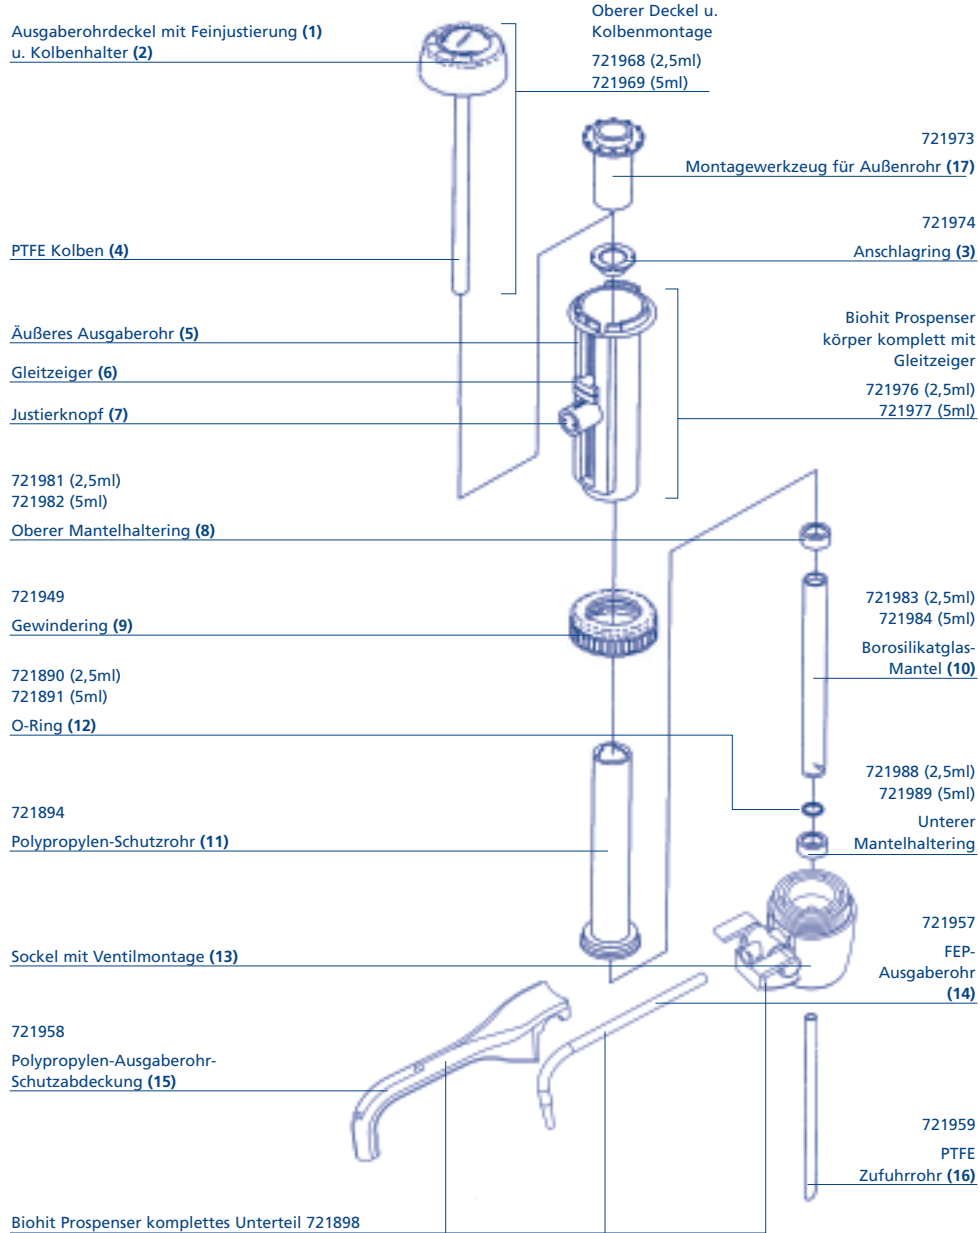 Ausgaberohrdeckel mit Feinjustierung (1)
u. Kolbenhalter (2)
Oberer Deckel u.
Kolbenmontage
721968 (2,5ml)
721969 (5ml)
721973
Montagewerkzeug für Außenrohr (17)
721974
Anschlagring (3)
PTFE Kolben (4)
Äußeres Ausgaberohr (5)
Gleitzeiger (6)
Justierknopf (7)
Biohit Prospenser
körper komplett mit
Gleitzeiger
721976 (2,5ml)
721977 (5ml)
721981 (2,5ml)
721982 (5ml)
Oberer Mantelhaltering (8)
721949
Gewindering (9)
721983 (2,5ml)
721984 (5ml)
Borosilikatglas-
Mantel (10)
721890 (2,5ml)
721891 (5ml)
O-Ring (12)
721988 (2,5ml)
721989 (5ml)
Unterer
Mantelhaltering
721894
Polypropylen-Schutzrohr (11)
721957
FEP-
Ausgaberohr
(14)
Sockel mit Ventilmontage (13)
721958
Polypropylen-Ausgaberohr-
Schutzabdeckung (15)
721959
PTFE
Zufuhrrohr (16)
Biohit Prospenser komplettes Unterteil 721898